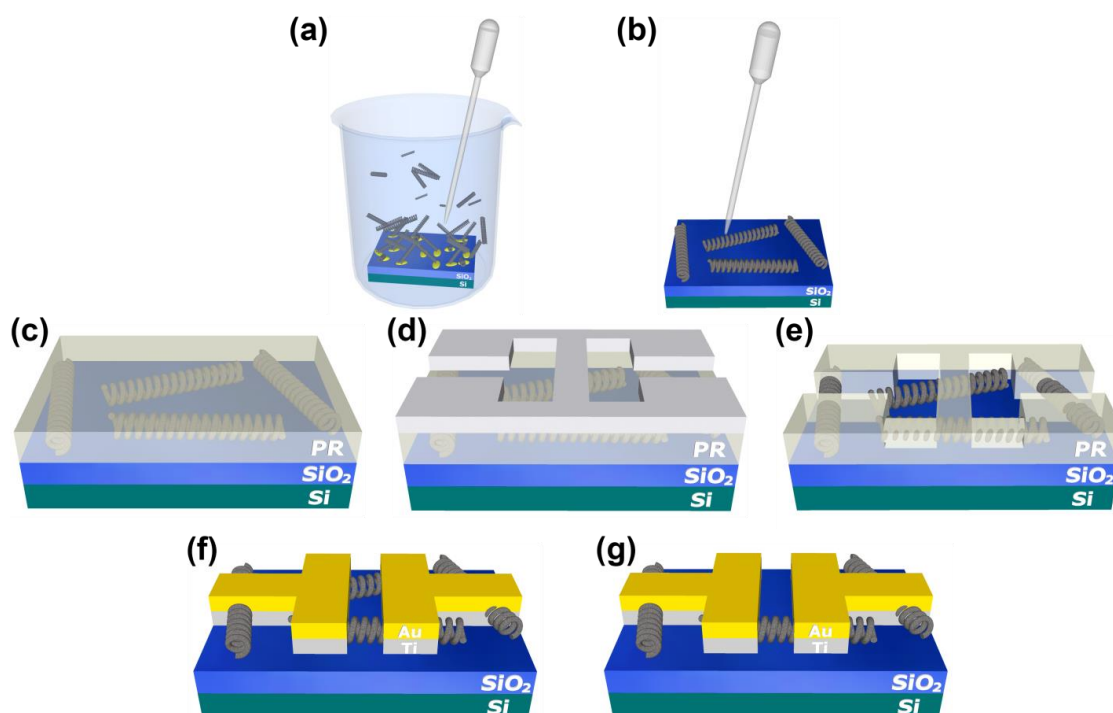 (a)
SiO₂
Si
(b)
SiO₂
Si
(c)
PR
SiO₂
Si
(d)
PR
SiO₂
Si
(e)
PR
SiO₂
Si
(f)
Au
Ti
SiO₂
Si
(g)
Au
Ti
SiO₂
Si